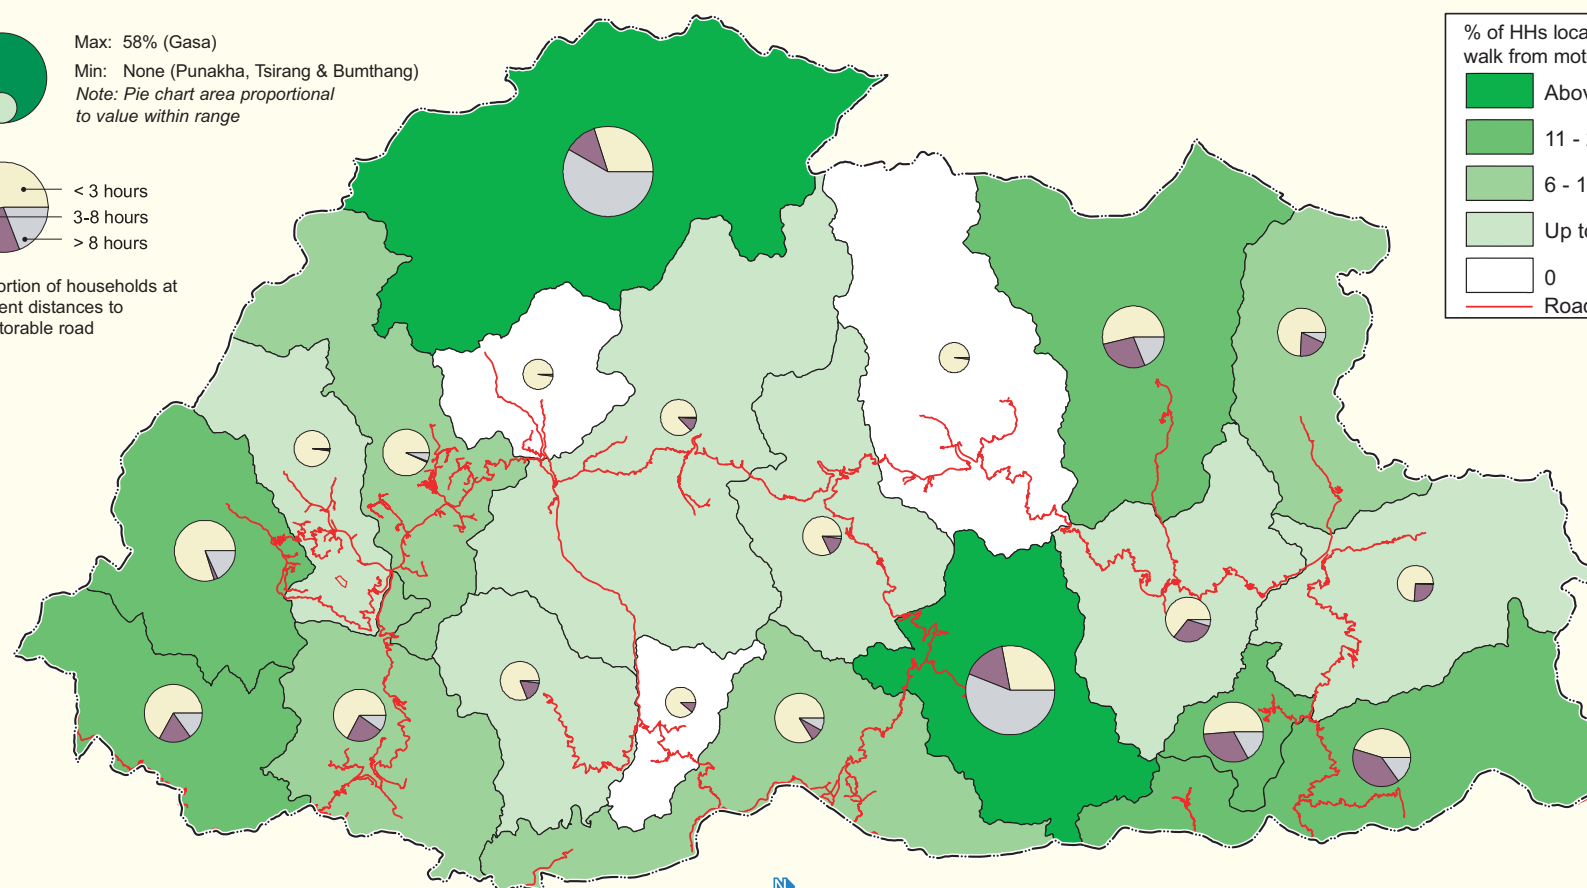 Max: 58% (Gasa)
Min: None (Punakha, Tsirang & Bumthang)
Note: Pie chart area proportional
to value within range
< 3 hours
3-8 hours
> 8 hours
ortion of households at
ent distances to
torable road
% of HHs loca
walk from mot
Abov
11 -
6 - 1
Up to
0
Road
N